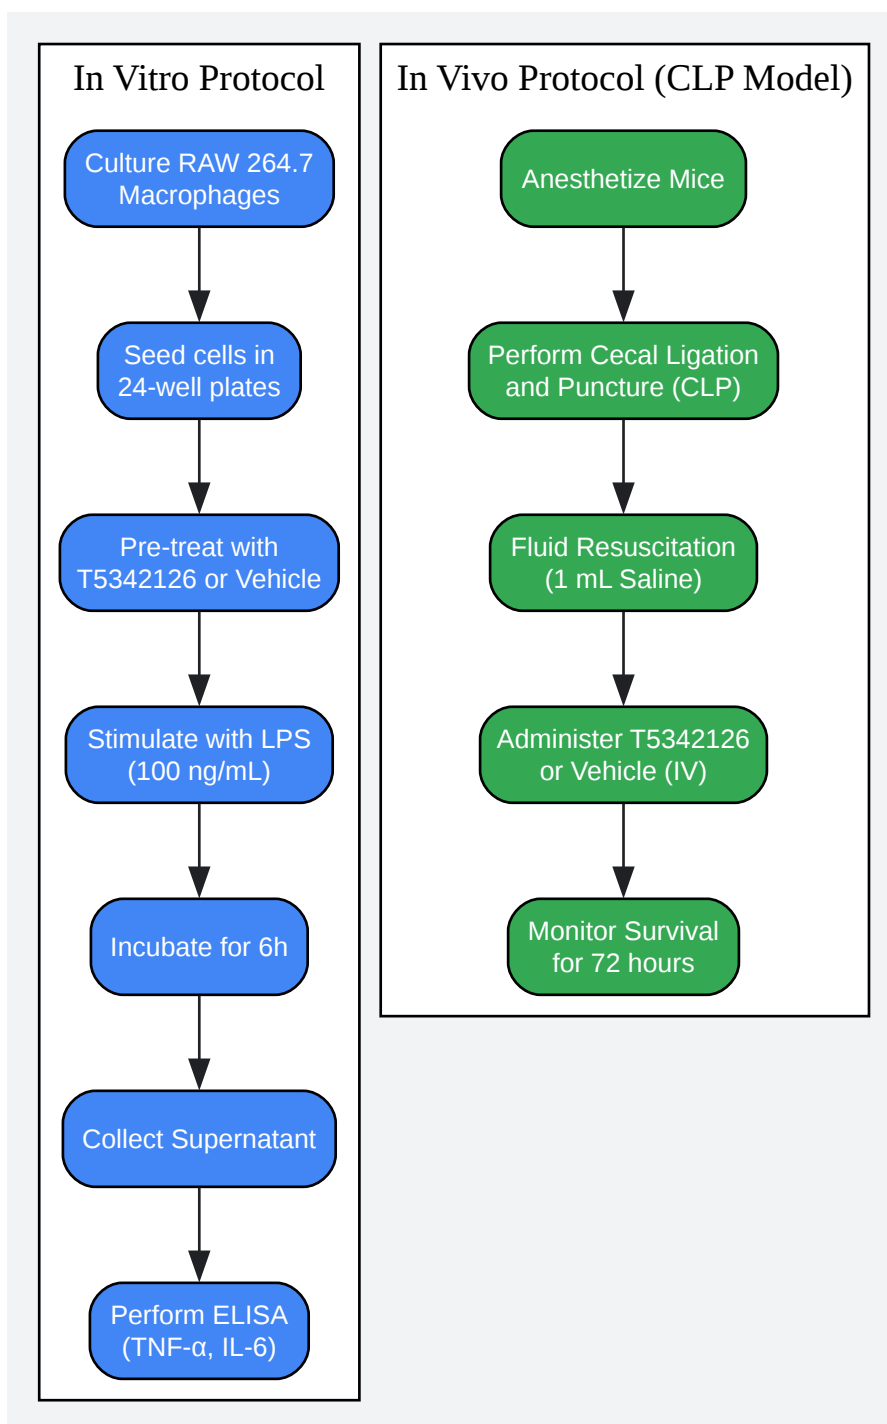 In Vitro Protocol
Culture RAW 264.7
Macrophages
Seed cells in
24-well plates
Pre-treat with
T5342126 or Vehicle
Stimulate with LPS
(100 ng/mL)
Incubate for 6h
Collect Supernatant
Perform ELISA
(TNF-α, IL-6)
In Vivo Protocol (CLP Model)
Anesthetize Mice
Perform Cecal Ligation
and Puncture (CLP)
Fluid Resuscitation
(1 mL Saline)
Administer T5342126
or Vehicle (IV)
Monitor Survival
for 72 hours